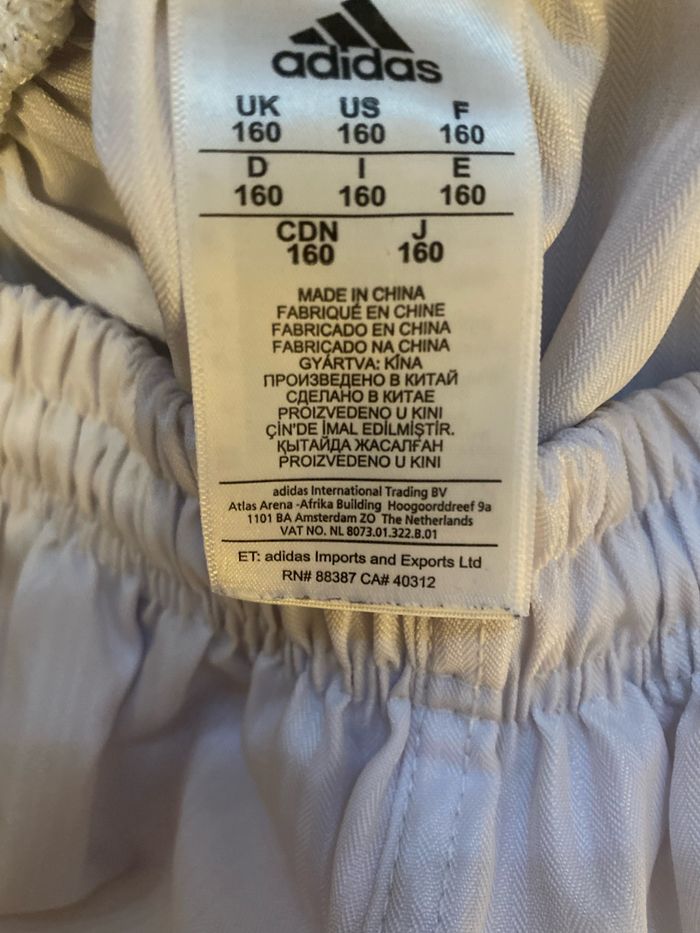 adidas
UK US F
160 160 160
D I E
160 160 160
CDN J
160 160
MADE IN CHINA
FABRIQUÉ EN CHINE
FABRICADO EN CHINA
FABRICADO NA CHINA
GYÁRTVA: KÍNA
ПРОИЗВЕДЕНО В КИТАЙ
СДЕЛАНО В КИТАЕ
PROIZVEDENO U KINI
ÇİN'DE İMAL EDİLMİŞTİR.
ҚЫТАЙДА ЖАСАЛҒАН
PROIZVEDENO U KINI
adidas International Trading BV
Atlas Arena -Afrika Building Hoogoorddreef 9a
1101 BA Amsterdam ZO The Netherlands
VAT NO. NL 8073.01.322.B.01
ET: adidas Imports and Exports Ltd
RN# 88387 CA# 40312